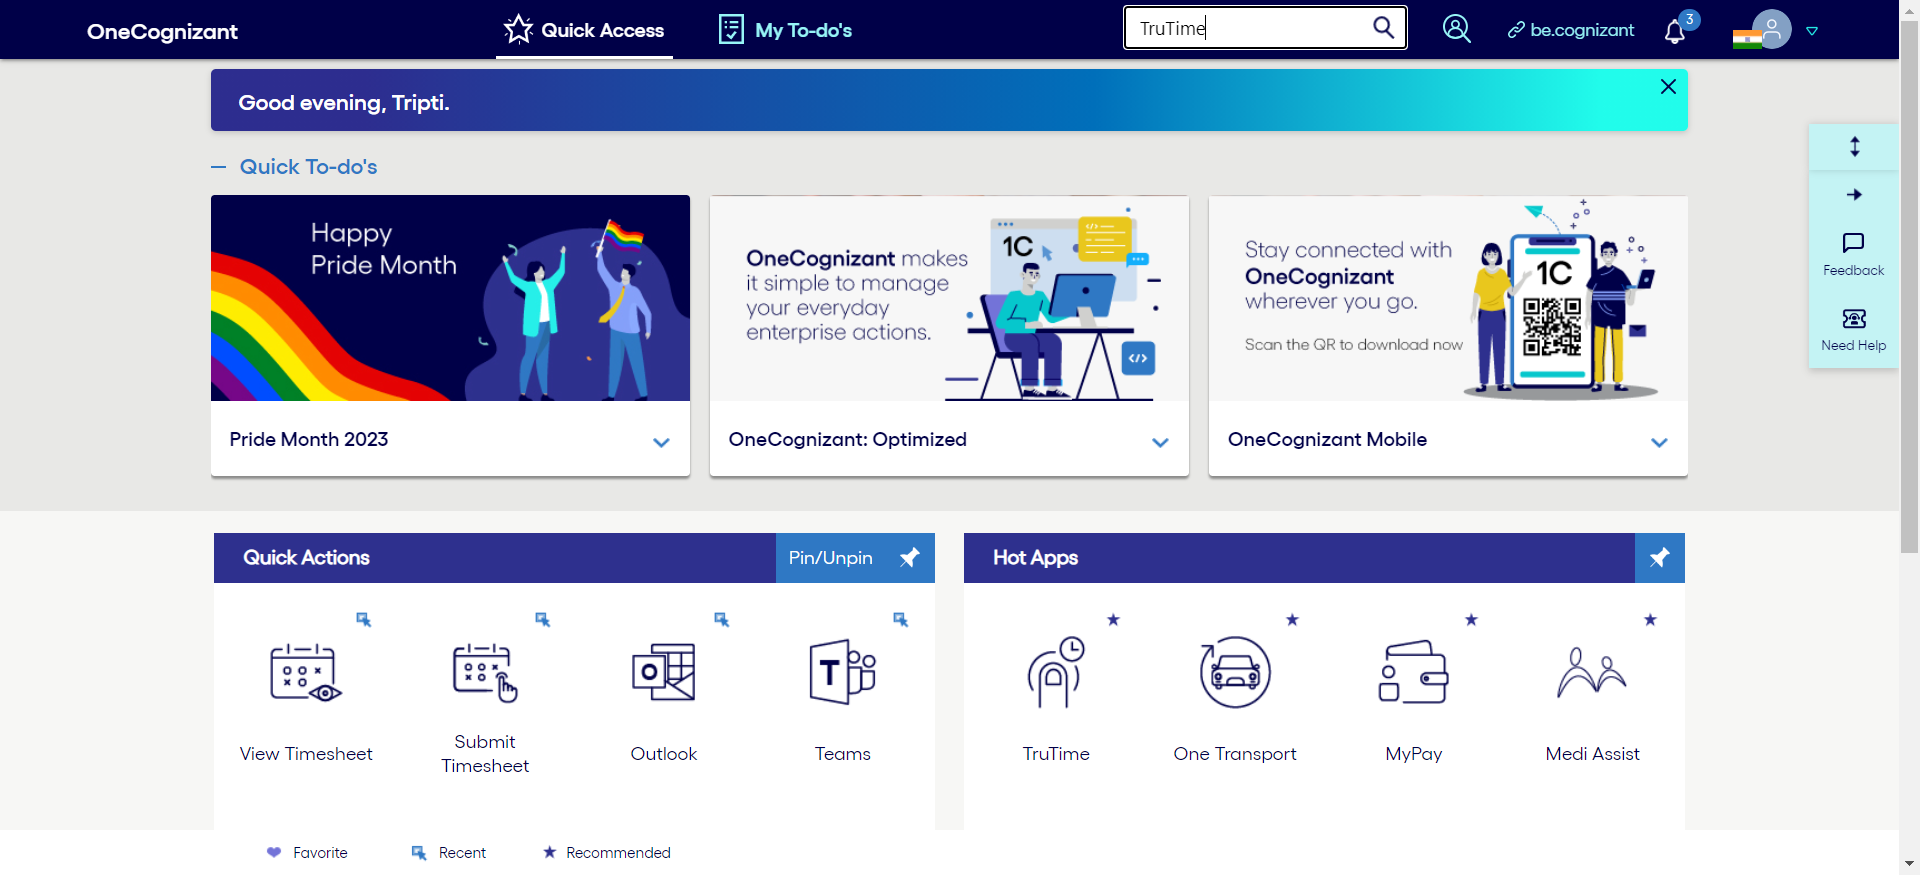 OneCognizant
Quick Access
My To-do's
TruTime
be.cognizant
3
Good evening, Tripti.
Quick To-do's
Happy
Pride Month
Pride Month 2023
OneCognizant makes
it simple to manage
your everyday
enterprise actions.
1C
</>
</>
OneCognizant: Optimized
Stay connected with
OneCognizant
wherever you go.
Scan the QR to download now
1C
OneCognizant Mobile
Feedback
Need Help
Quick Actions
Pin/Unpin
View Timesheet
Submit
Timesheet
O
Outlook
T
Teams
Hot Apps
TruTime
One Transport
MyPay
Medi Assist
Favorite
Recent
Recommended